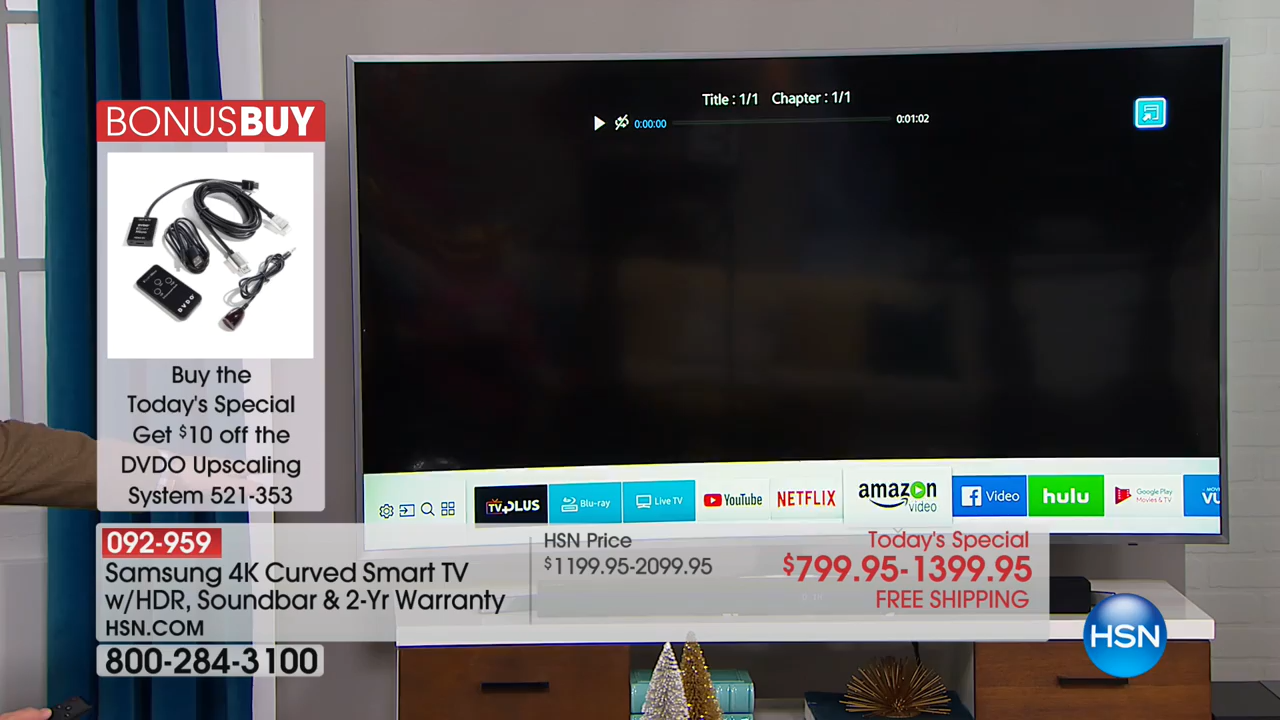 BONUSBUY
DVDO
Buy the
Today's Special
Get $10 off the
DVDO Upscaling
System 521-353
Title : 1/1 Chapter : 1/1
0:00:00
0:01:02
TV PLUS
Blu-ray
Live TV
YouTube
NETFLIX
amazon
video
f Video
hulu
Google Play
Movies & TV
VU
092-959
Samsung 4K Curved Smart TV
w/HDR, Soundbar & 2-Yr Warranty
HSN.COM
800-284-3100
HSN Price
$1199.95-2099.95
Today's Special
$799.95-1399.95
FREE SHIPPING
HSN